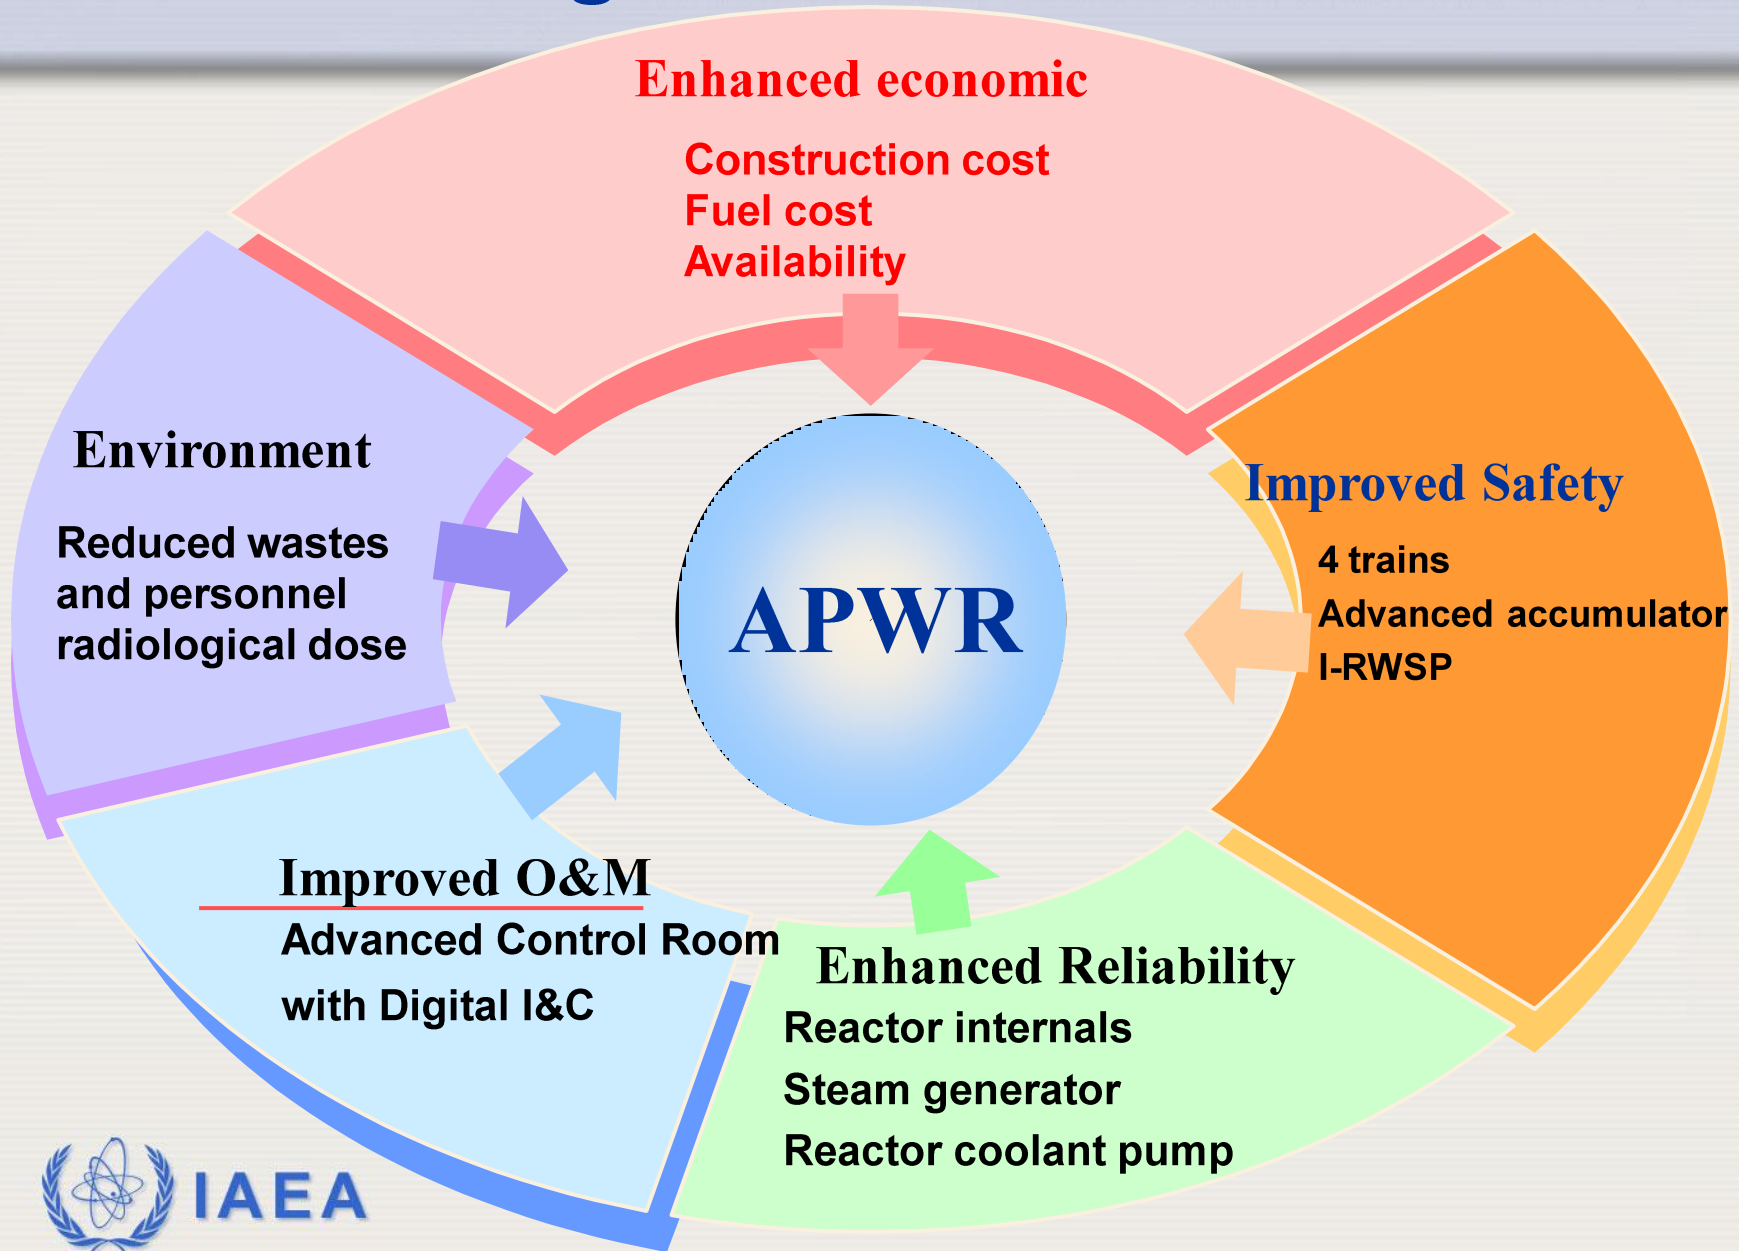 Enhanced economic
Construction cost
Fuel cost
Availability
Environment
Reduced wastes
and personnel
radiological dose
APWR
Improved Safety
4 trains
Advanced accumulator
I-RWSP
Improved O&M
Advanced Control Room
with Digital I&C
Enhanced Reliability
Reactor internals
Steam generator
Reactor coolant pump
IAEA